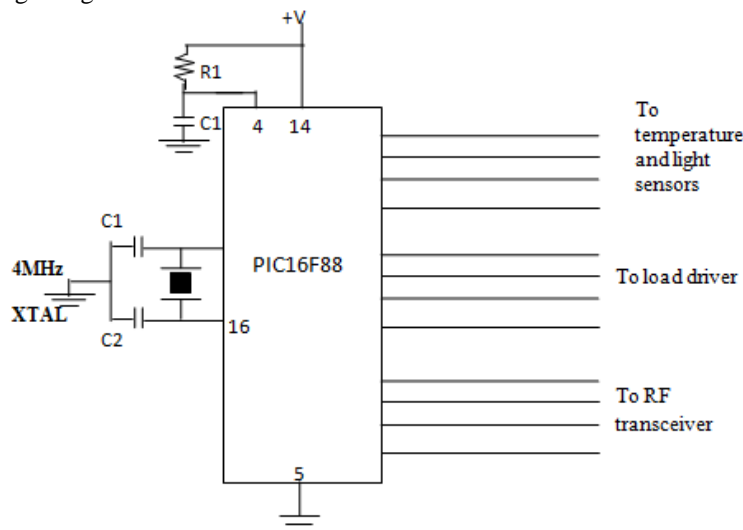 +V
R1
C1
4
14
To
temperature
and light
sensors
C1
4MHz
PIC16F88
To load driver
XTAL
16
C2
To RF
transceiver
5